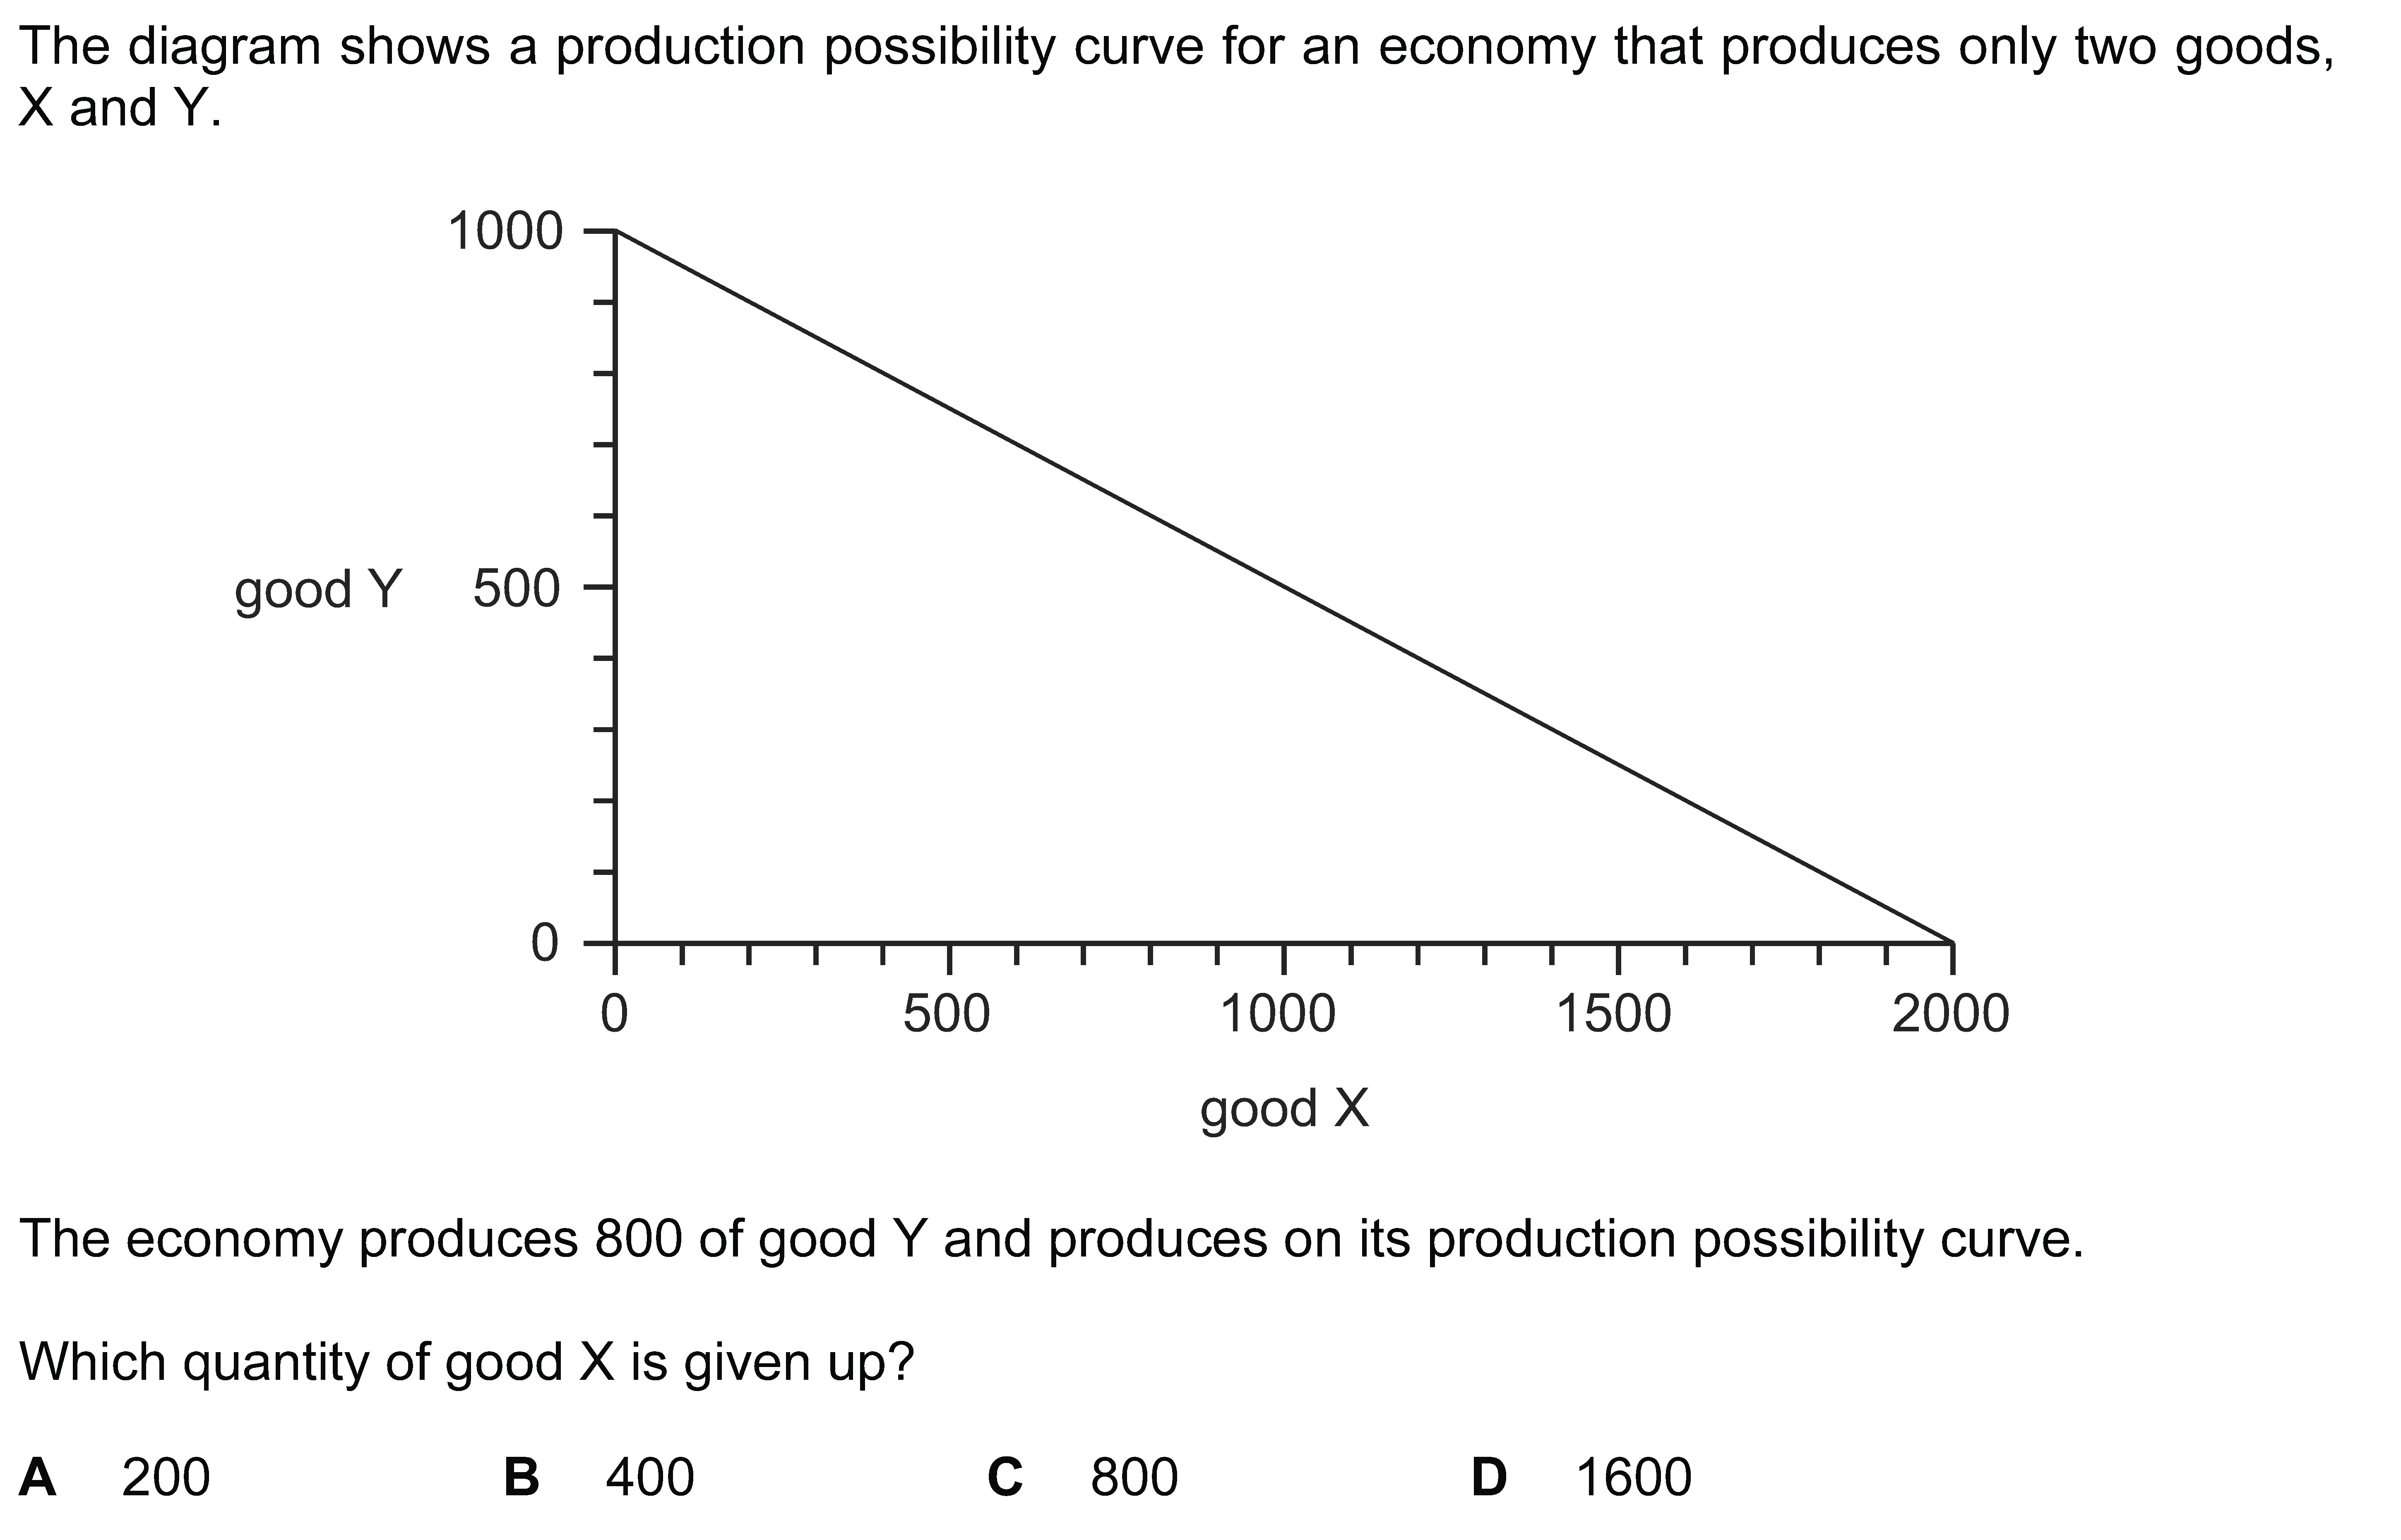 The diagram shows a production possibility curve for an economy that produces only two goods,
X and Y.
1000
good Y 500
0
0 500 1000 1500 2000
good X
The economy produces 800 of good Y and produces on its production possibility curve.
Which quantity of good X is given up?
A 200 B 400 C 800 D 1600